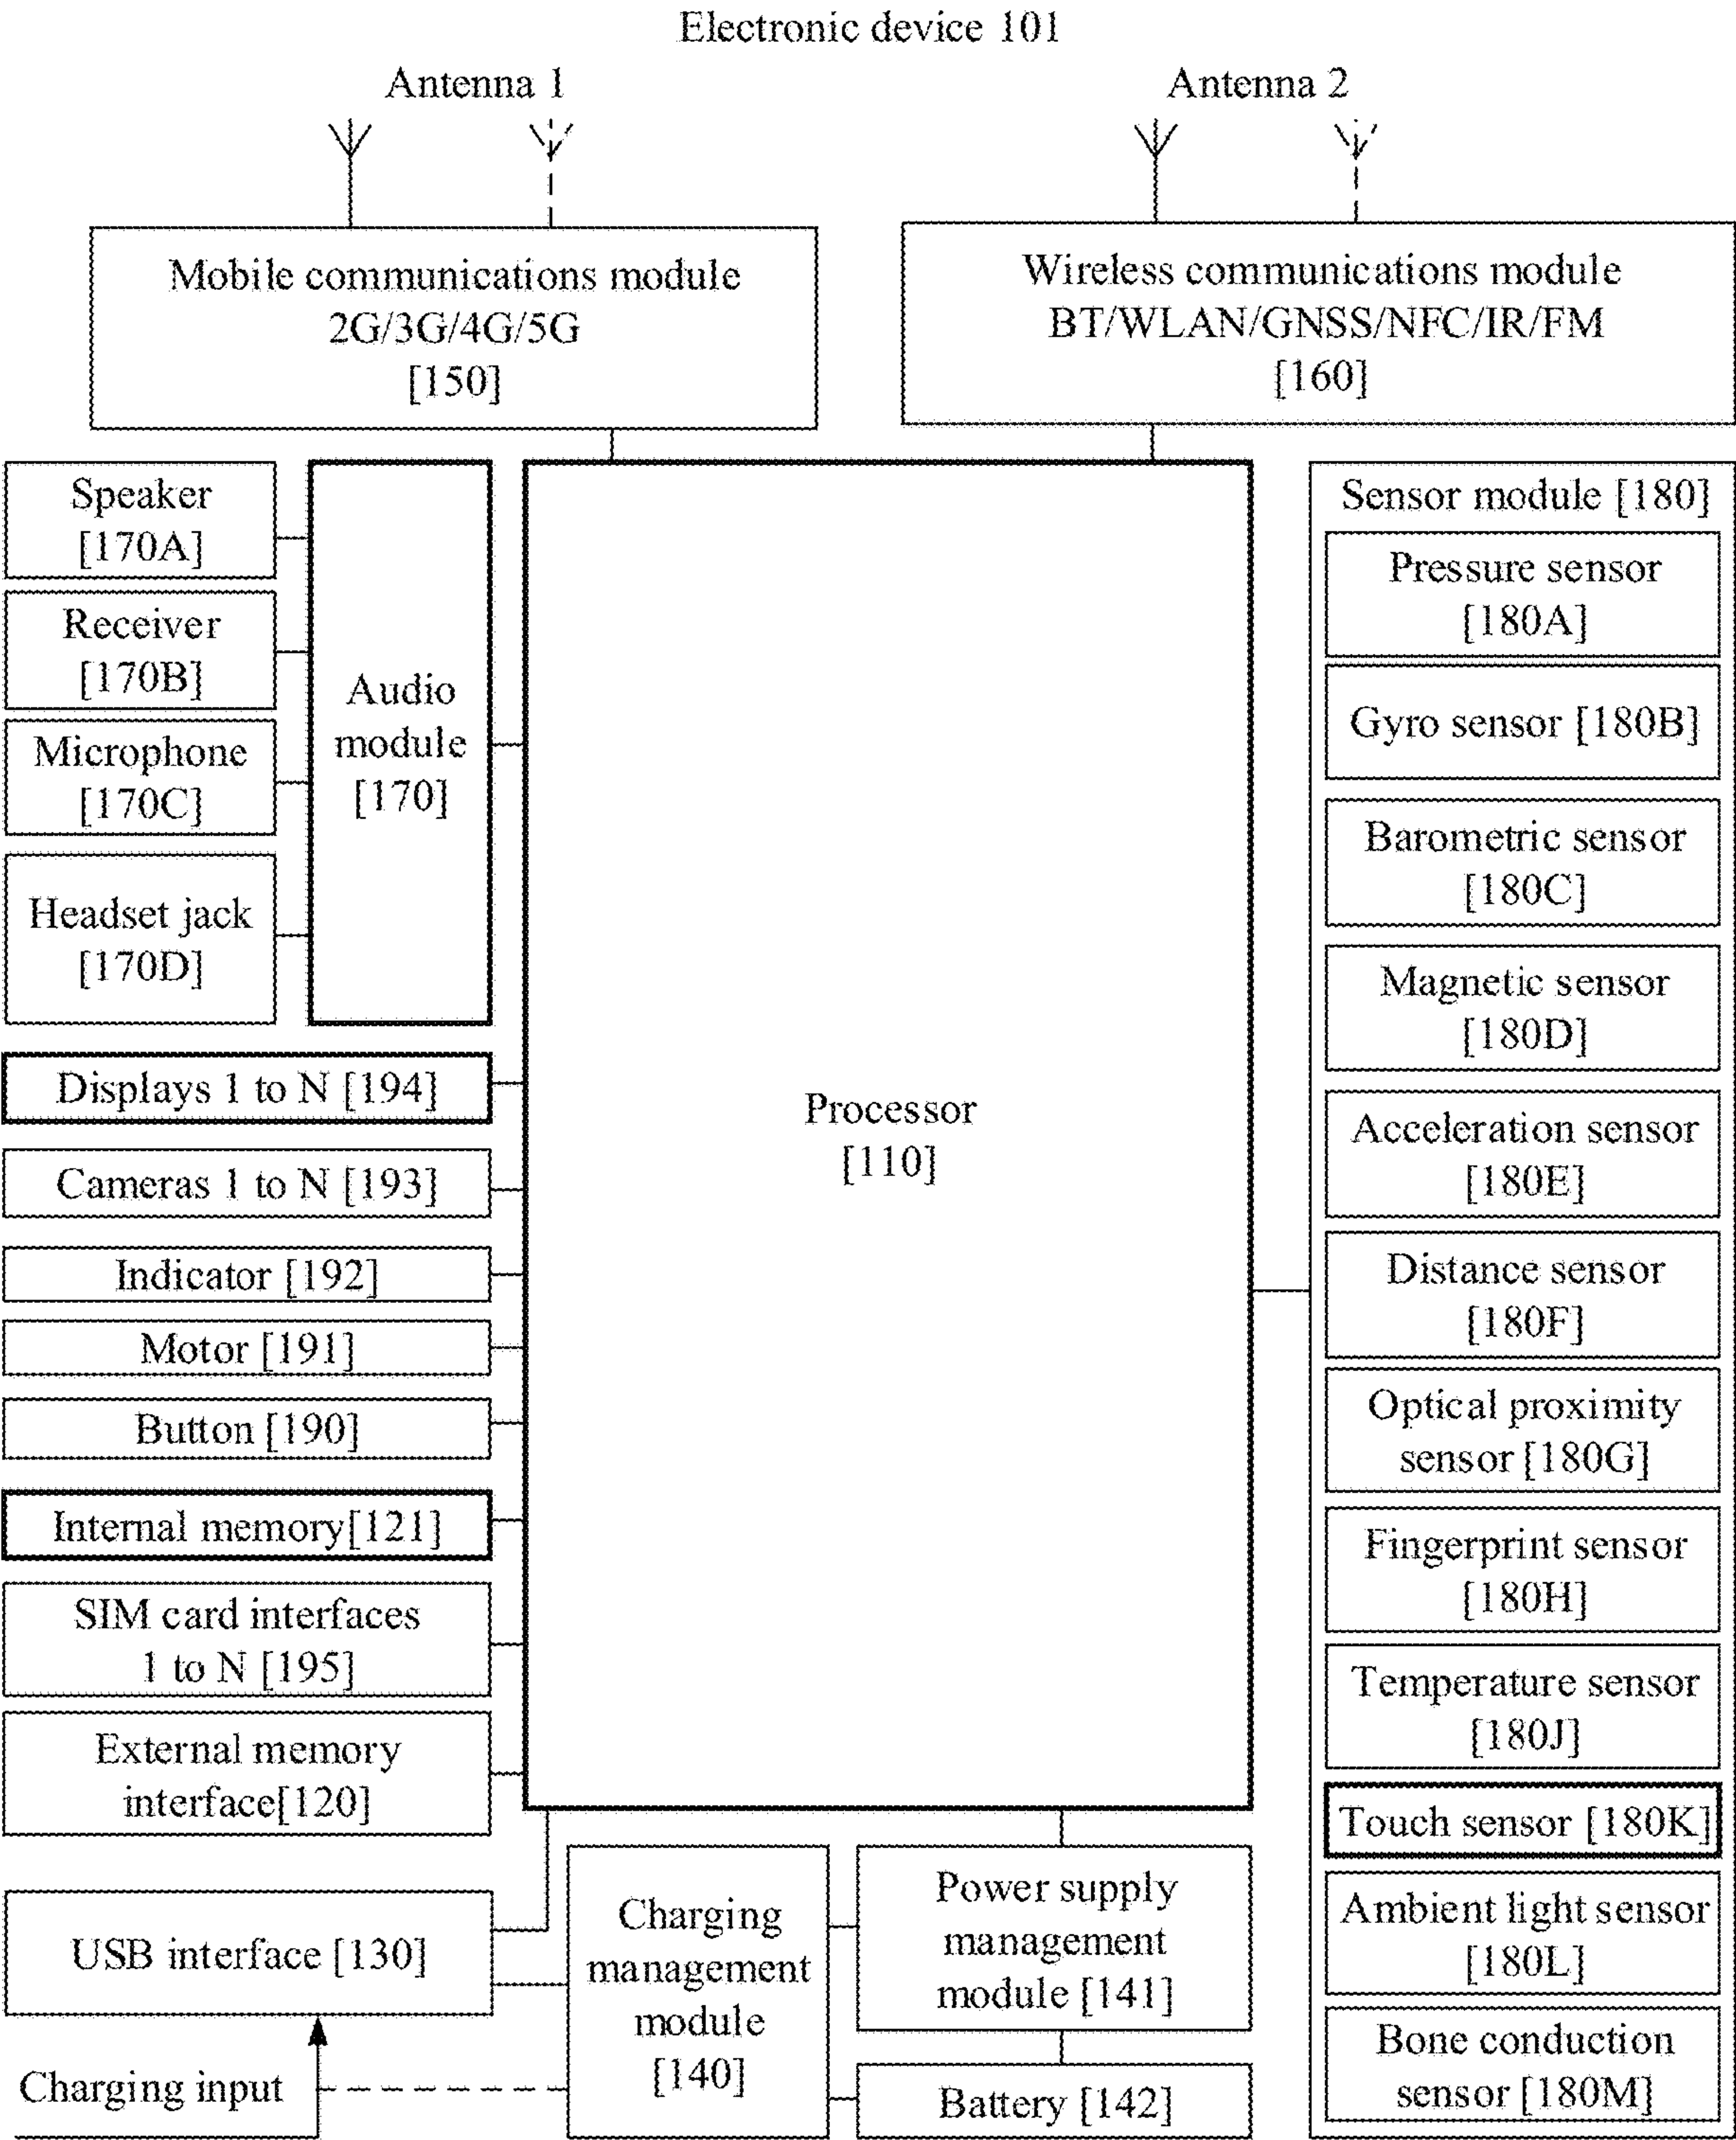 Electronic device 101
Antenna 1
Antenna 2
Mobile communications module
2G/3G/4G/5G
[150]
Wireless communications module
BT/WLAN/GNSS/NFC/IR/FM
[160]
Speaker
[170A]
Receiver
[170B]
Microphone
[170C]
Headset jack
[170D]
Audio
module
[170]
Displays 1 to N [194]
Cameras 1 to N [193]
Indicator [192]
Motor [191]
Button [190]
Internal memory[121]
SIM card interfaces
1 to N [195]
External memory
interface[120]
USB interface [130]
Charging input
Processor
[110]
Charging
management
module
[140]
Power supply
management
module [141]
Battery [142]
Sensor module [180]
Pressure sensor
[180A]
Gyro sensor [180B]
Barometric sensor
[180C]
Magnetic sensor
[180D]
Acceleration sensor
[180E]
Distance sensor
[180F]
Optical proximity
sensor [180G]
Fingerprint sensor
[180H]
Temperature sensor
[180J]
Touch sensor [180K]
Ambient light sensor
[180L]
Bone conduction
sensor [180M]